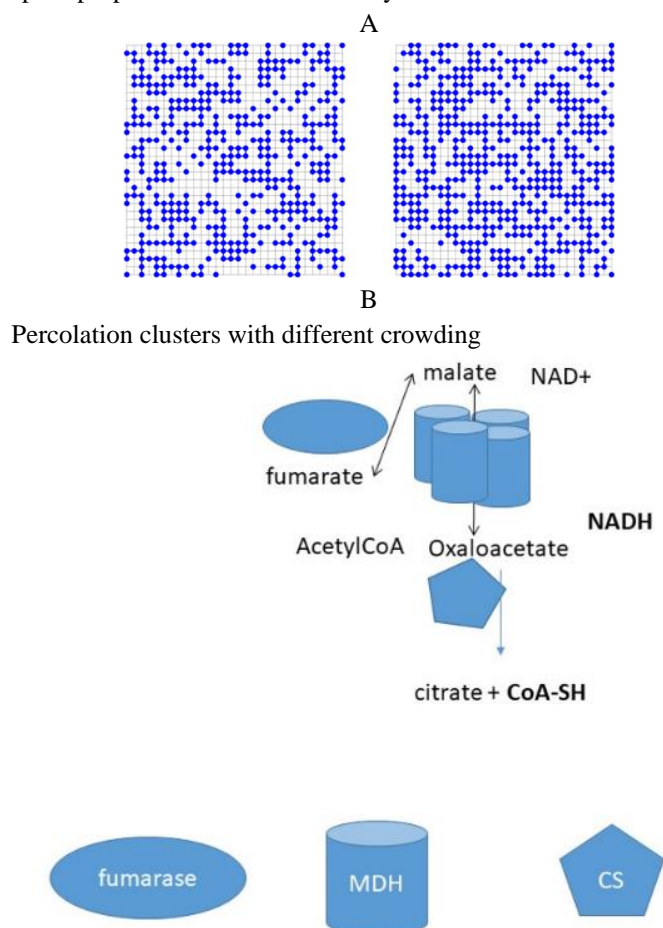 A
B
Percolation clusters with different crowding
malate NAD+
fumarate
NADH
AcetylCoA Oxaloacetate
citrate + CoA-SH
fumarase MDH CS